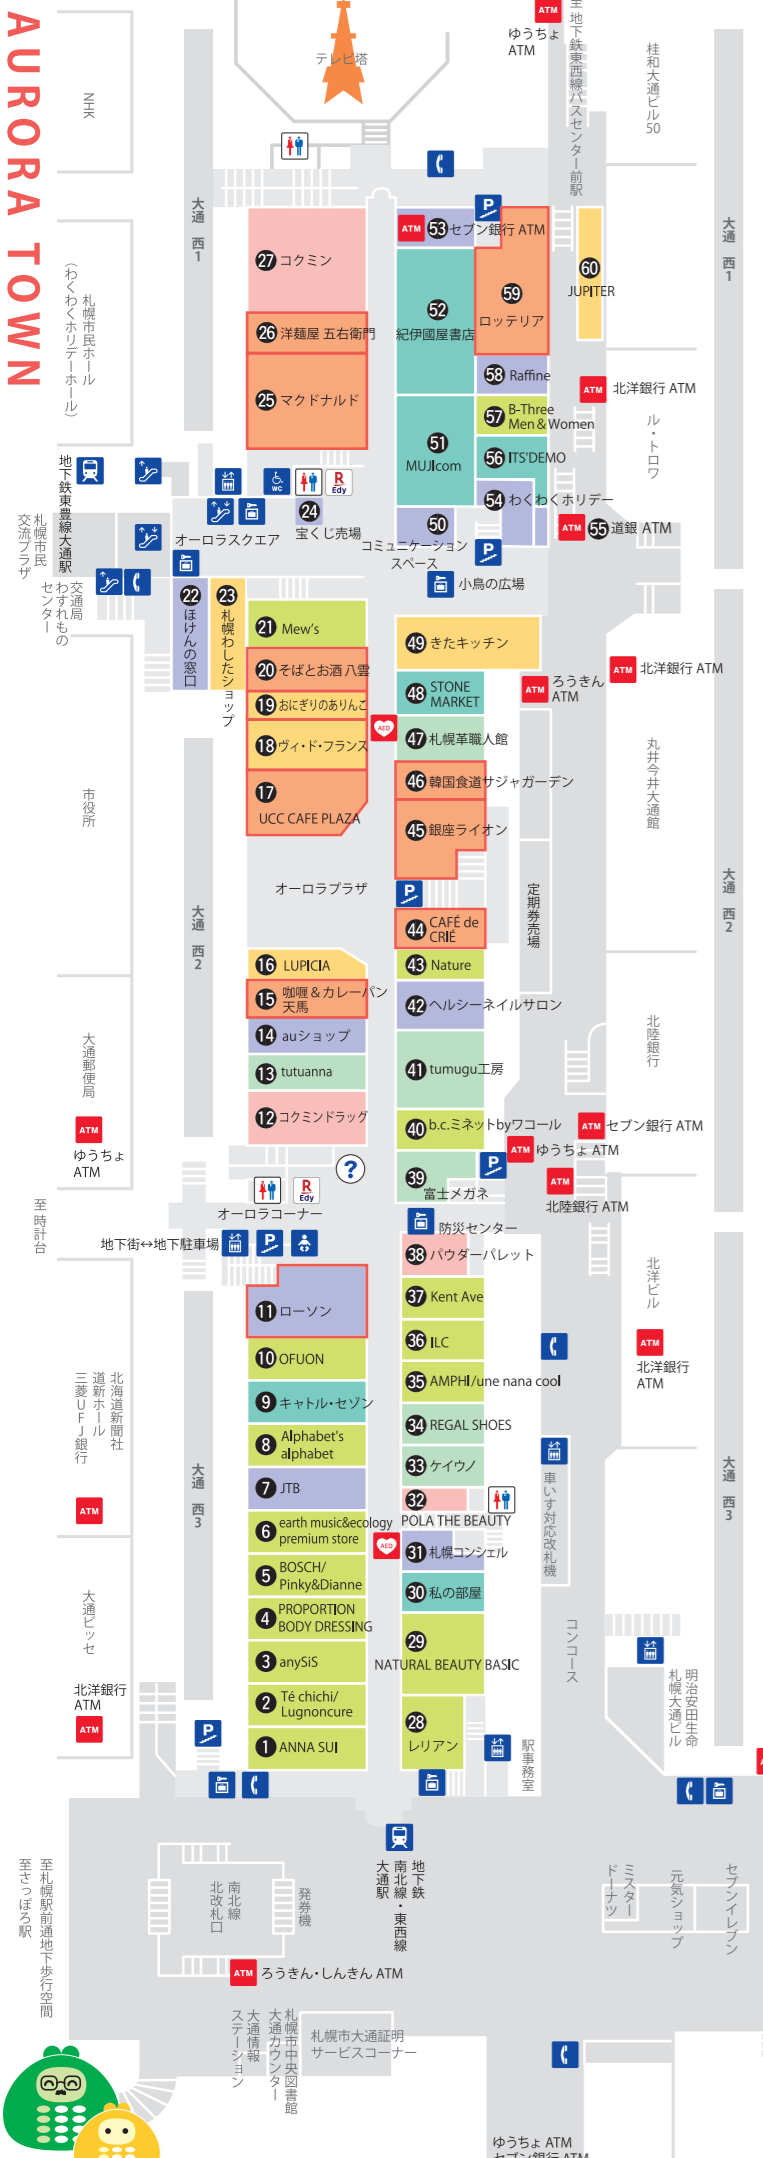 AURORA TOWN
NHK
テレビ塔
ATM
ゆうちょ
ATM
至 地下鉄東西線バスセンター前駅
桂和大通ビル50
大通 西1
大通 西1
札幌市民ホール
(わくわくホリデーホール)
27 コクミン
26 洋麺屋 五右衛門
25 マクドナルド
ATM
53 セブン銀行 ATM
P
52
紀伊國屋書店
59
ロッテリア
60
JUPITER
58 Raffine
57 B-Three
Men & Women
51
MUJIcom
56 ITS'DEMO
54 わくわくホリデー
50
コミュニケーション
スペース
P
小鳥の広場
ATM
北洋銀行 ATM
ル・トロワ
ATM
55 道銀 ATM
地下鉄東豊線大通駅
札幌市民
交流プラザ
交通局
わすれもの
センター
WC
R
Edy
24
宝くじ売場
オーロラスクエア
22 ほけんの窓口
23 札幌わしたショップ
21 Mew's
20 そばとお酒 八雲
19 おにぎりのありんこ
18 ヴィ・ド・フランス
17
UCC CAFE PLAZA
AED
49 きたキッチン
48 STONE
MARKET
47 札幌革職人館
46 韓国食道サジャガーデン
45 銀座ライオン
P
44 CAFÉ de
CRIÉ
43 Nature
42 ヘルシーネイルサロン
41 tumugu工房
40 b.c.ミネットbyワコール
39
富士メガネ
P
ATM
ろうきん
ATM
ATM
北洋銀行 ATM
丸井今井大通館
定期券売場
市役所
大通 西2
大通 西2
オーロラプラザ
16 LUPICIA
15 咖喱&カレーパン
天馬
14 auショップ
13 tutuanna
12 コクミンドラッグ
北陸銀行
大通郵便局
ATM
ゆうちょ
ATM
ATM
セブン銀行 ATM
ATM
ゆうちょ ATM
ATM
北陸銀行 ATM
?
R
Edy
オーロラコーナー
至 時計台
地下街↔地下駐車場
P
防災センター
38 パウダーパレット
37 Kent Ave
36 ILC
35 AMPHI/une nana cool
34 REGAL SHOES
33 ケイウノ
32
POLA THE BEAUTY
31 札幌コンシェル
30 私の部屋
29
NATURAL BEAUTY BASIC
28
レリアン
11 ローソン
10 OFUON
9 キャトル・セゾン
8 Alphabet's
alphabet
7 JTB
6 earth music&ecology
premium store
5 BOSCH/
Pinky&Dianne
4 PROPORTION
BODY DRESSING
3 anySiS
2 Té chichi/
Lugnoncure
1 ANNA SUI
AED
北洋ビル
ATM
北洋銀行
ATM
北海道新聞社
道新ホール
三菱UFJ銀行
ATM
大通 西3
大通 西3
車いす対応改札機
コンコース
大通ビッセ
北洋銀行
ATM
ATM
P
明治安田生命
札幌大通ビル
駅事務室
地下鉄
南北線・東西線
大通駅
南北線
北改札口
発券機
至札幌駅前通地下歩行空間
至さっぽろ駅
ミスター
ドーナツ
元気ショップ
セブンイレブン
ATM
ろうきん・しんきん ATM
札幌市中央図書館
大通カウンター
大通情報
ステーション
札幌市大通証明
サービスコーナー
ゆうちょ ATM
セブン銀行 ATM